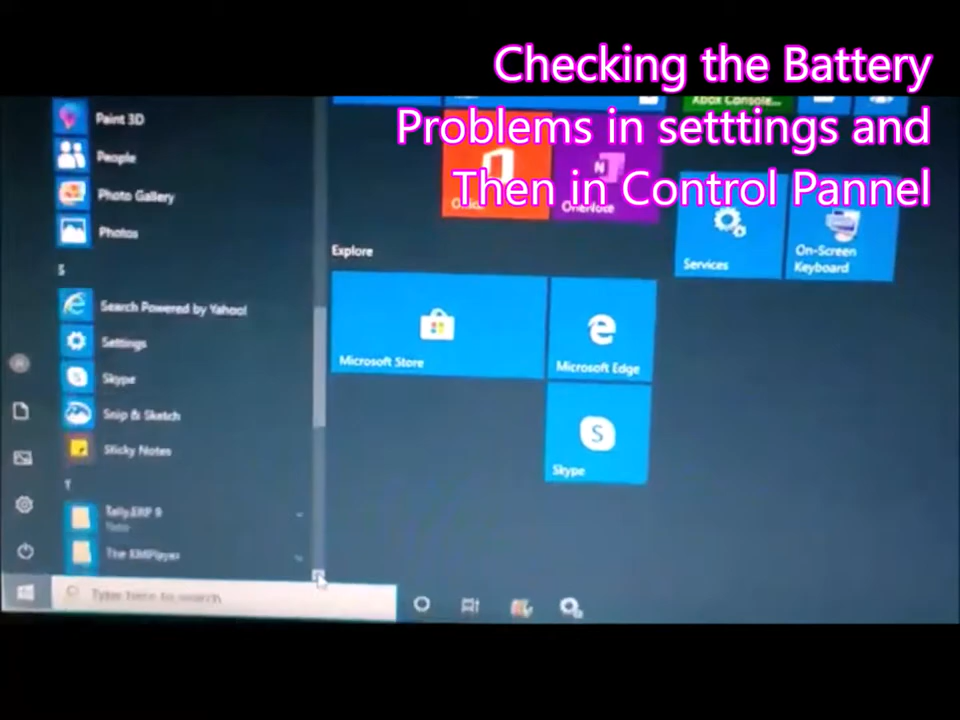 Checking the Battery
Problems in setttings and
Then in Control Pannel
Paint 3D
People
Photo Gallery
Photos
S
Search Powered by Yahoo!
Settings
Skype
Snip & Sketch
Sticky Notes
T
Tally.ERP 9
The KMPlayer
Type here to search
Xbox Console...
OneNote
Services
On-Screen
Keyboard
Explore
Microsoft Store
Microsoft Edge
Skype